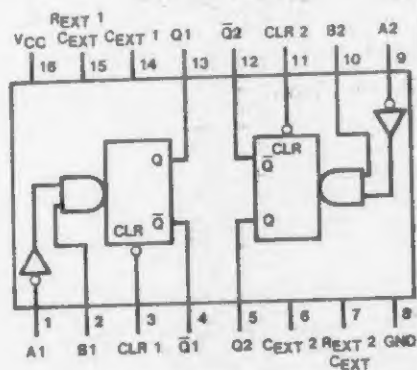 REXT 1
VCC CEXT CEXT 1 Q1 Q̅2 CLR 2 B2 A2
16 15 14 13 12 11 10 9
Q
Q̅
CLR
CLR
Q̅
Q
1 2 3 4 5 6 7 8
A1 B1 CLR 1 Q̅1 Q2 CEXT 2 REXT 2 GND
CEXT